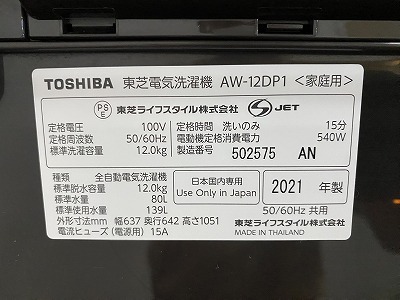 TOSHIBA 東芝電気洗濯機 AW-12DP1 <家庭用>
PS E 東芝ライフスタイル株式会社 S JET
定格電圧 100V 定格時間 洗いのみ 15分
定格周波数 50/60Hz 電動機定格消費電力 540W
標準洗濯容量 12.0kg 製造番号 502575 AN
種類 全自動電気洗濯機
標準脱水容量 12.0kg
標準水量 80L
標準使用水量 139L
外形寸法mm 幅637 奥行642 高さ1051
電流ヒューズ (電源用) 15A
日本国内専用
Use Only in Japan
2021 年製
50/60Hz 共用
東芝ライフスタイル株式会社
MADE IN THAILAND